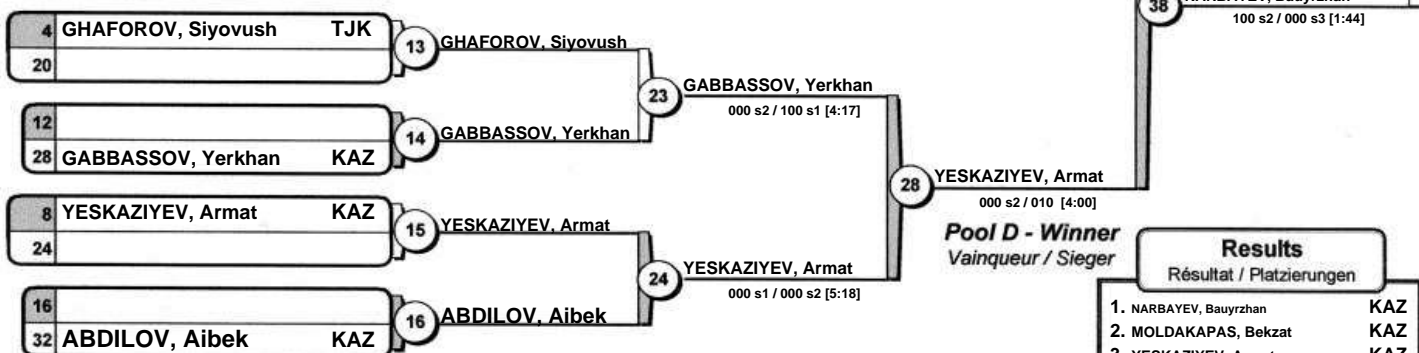 38
100 s2 / 000 s3 [1:44]
4 GHAFOROV, Siyovush TJK
20
13 GHAFOROV, Siyovush
12
28 GABBASSOV, Yerkhan KAZ
14 GABBASSOV, Yerkhan
23 GABBASSOV, Yerkhan
000 s2 / 100 s1 [4:17]
8 YESKAZIYEV, Armat KAZ
24
15 YESKAZIYEV, Armat
16
32 ABDILOV, Aibek KAZ
16 ABDILOV, Aibek
24 YESKAZIYEV, Armat
000 s1 / 000 s2 [5:18]
28 YESKAZIYEV, Armat
000 s2 / 010 [4:00]
Pool D - Winner
Vainqueur / Sieger
Results
Résultat / Platzierungen
1. NARBAYEV, Bauyrzhan KAZ
2. MOLDAKAPAS, Bekzat KAZ